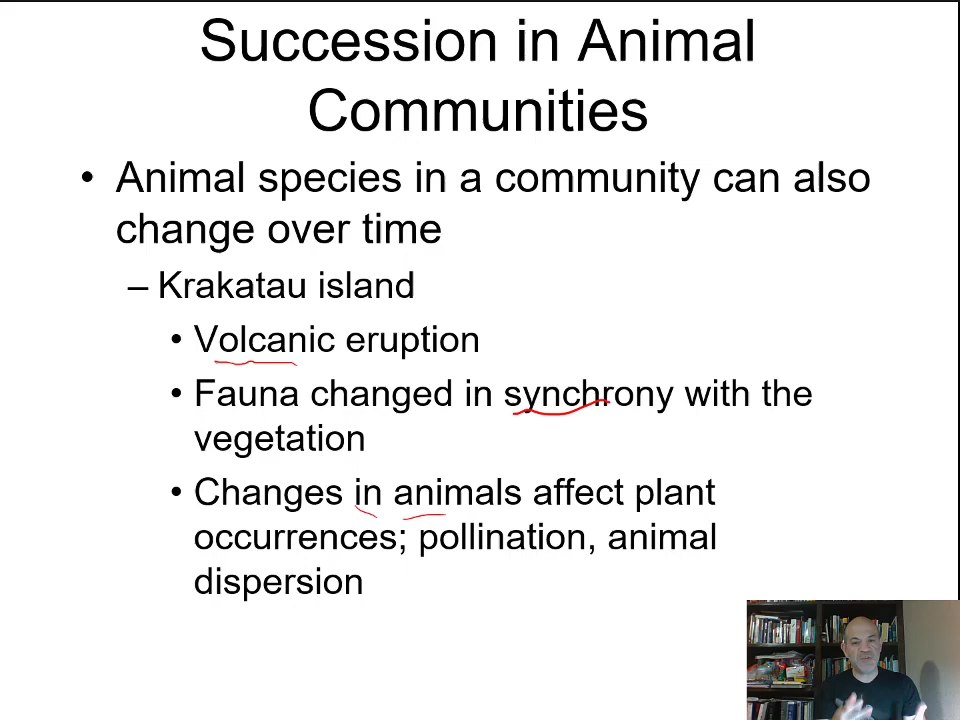 Succession in Animal
Communities
• Animal species in a community can also
change over time
– Krakatau island
• Volcanic eruption
• Fauna changed in synchrony with the
vegetation
• Changes in animals affect plant
occurrences; pollination, animal
dispersion